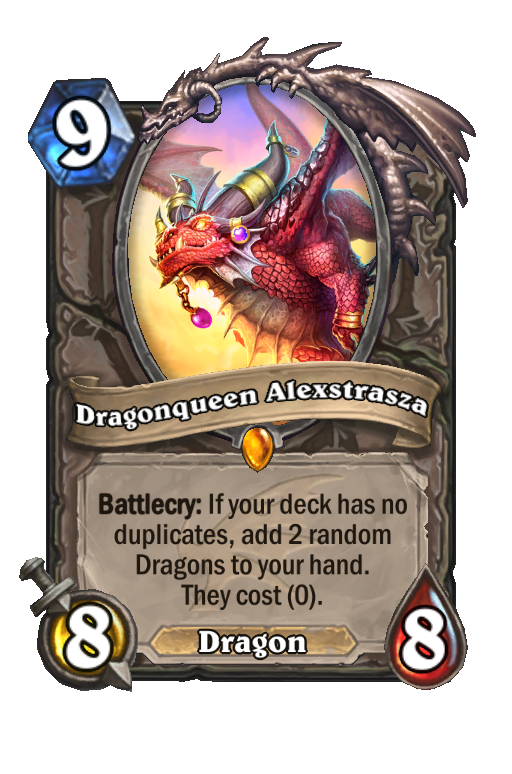 9
Dragonqueen Alexstrasza
Battlecry: If your deck has no
duplicates, add 2 random
Dragons to your hand.
They cost (0).
8
Dragon
8